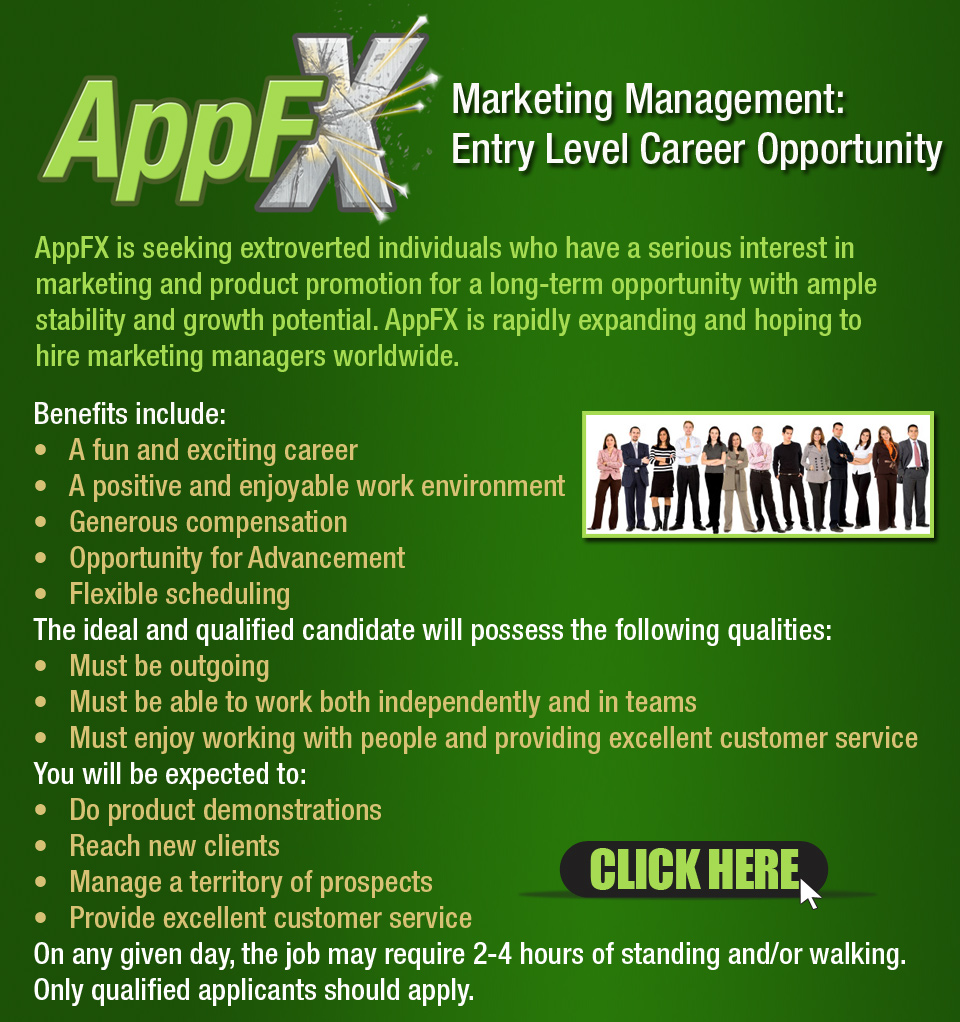 AppFX
Marketing Management:
Entry Level Career Opportunity
AppFX is seeking extroverted individuals who have a serious interest in
marketing and product promotion for a long-term opportunity with ample
stability and growth potential. AppFX is rapidly expanding and hoping to
hire marketing managers worldwide.
Benefits include:
• A fun and exciting career
• A positive and enjoyable work environment
• Generous compensation
• Opportunity for Advancement
• Flexible scheduling
The ideal and qualified candidate will possess the following qualities:
• Must be outgoing
• Must be able to work both independently and in teams
• Must enjoy working with people and providing excellent customer service
You will be expected to:
• Do product demonstrations
• Reach new clients
• Manage a territory of prospects
• Provide excellent customer service
CLICK HERE
On any given day, the job may require 2-4 hours of standing and/or walking.
Only qualified applicants should apply.